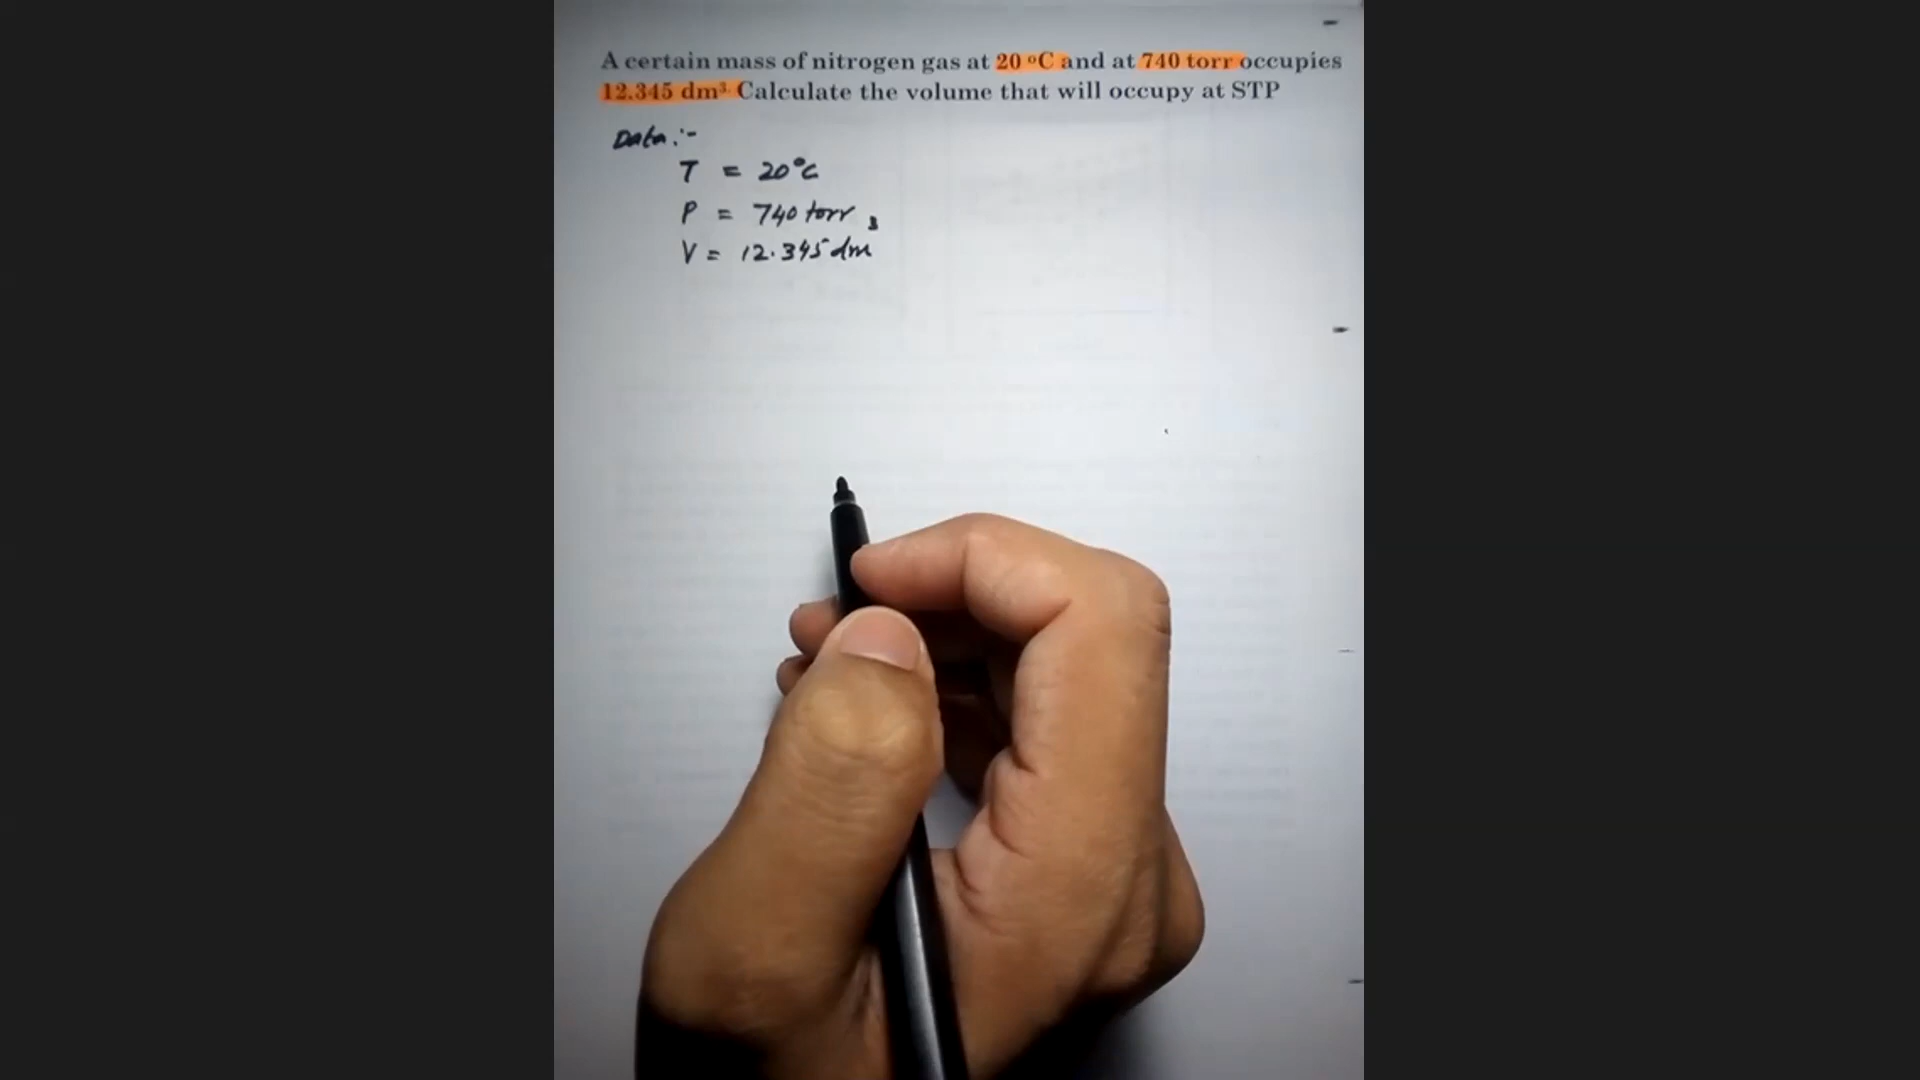 A certain mass of nitrogen gas at 20 ºC and at 740 torr occupies
12.345 dm³. Calculate the volume that will occupy at STP
Data:-
T = 20°C
P = 740 torr
V = 12.345 dm³